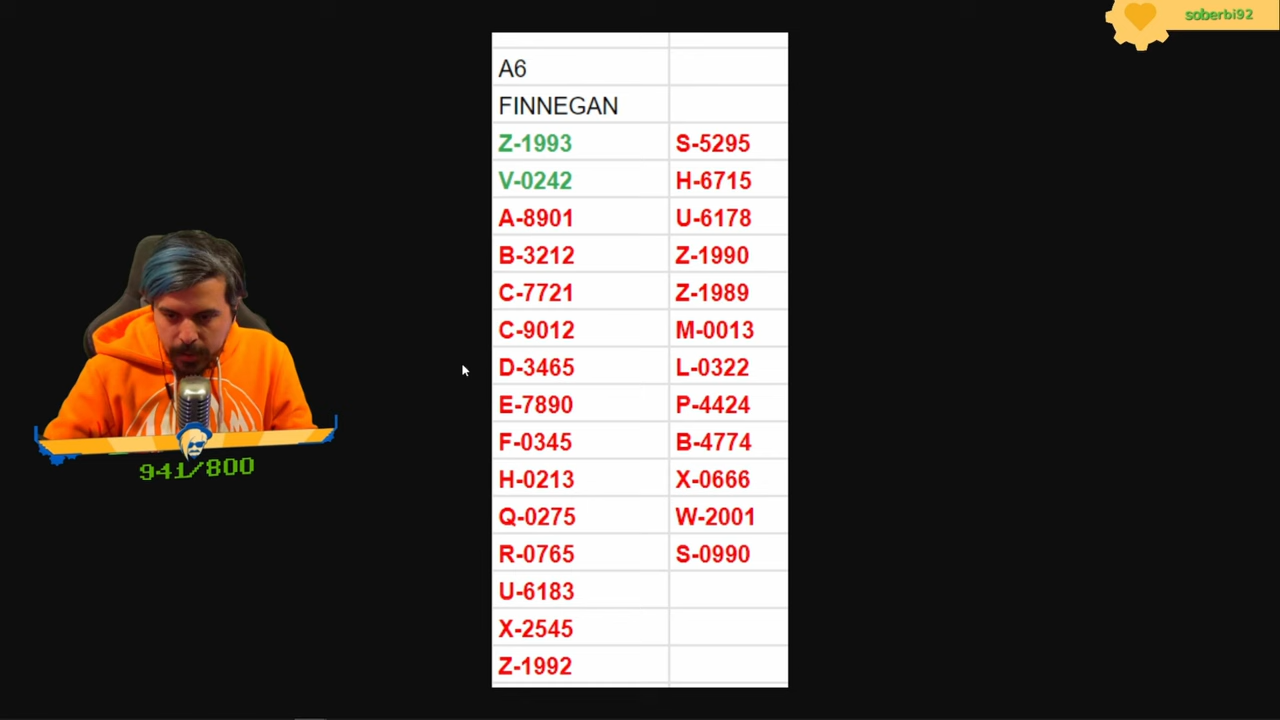 soberbi92
A6
FINNEGAN
Z-1993 S-5295
V-0242 H-6715
A-8901 U-6178
B-3212 Z-1990
C-7721 Z-1989
C-9012 M-0013
D-3465 L-0322
E-7890 P-4424
F-0345 B-4774
H-0213 X-0666
Q-0275 W-2001
R-0765 S-0990
U-6183
X-2545
Z-1992
941/800